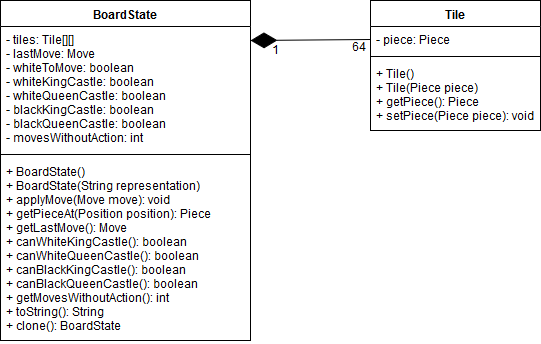 BoardState
- tiles: Tile[][]
- lastMove: Move
- whiteToMove: boolean
- whiteKingCastle: boolean
- whiteQueenCastle: boolean
- blackKingCastle: boolean
- blackQueenCastle: boolean
- movesWithoutAction: int
+ BoardState()
+ BoardState(String representation)
+ applyMove(Move move): void
+ getPieceAt(Position position): Piece
+ getLastMove(): Move
+ canWhiteKingCastle(): boolean
+ canWhiteQueenCastle(): boolean
+ canBlackKingCastle(): boolean
+ canBlackQueenCastle(): boolean
+ getMovesWithoutAction(): int
+ toString(): String
+ clone(): BoardState
1
64
Tile
- piece: Piece
+ Tile()
+ Tile(Piece piece)
+ getPiece(): Piece
+ setPiece(Piece piece): void